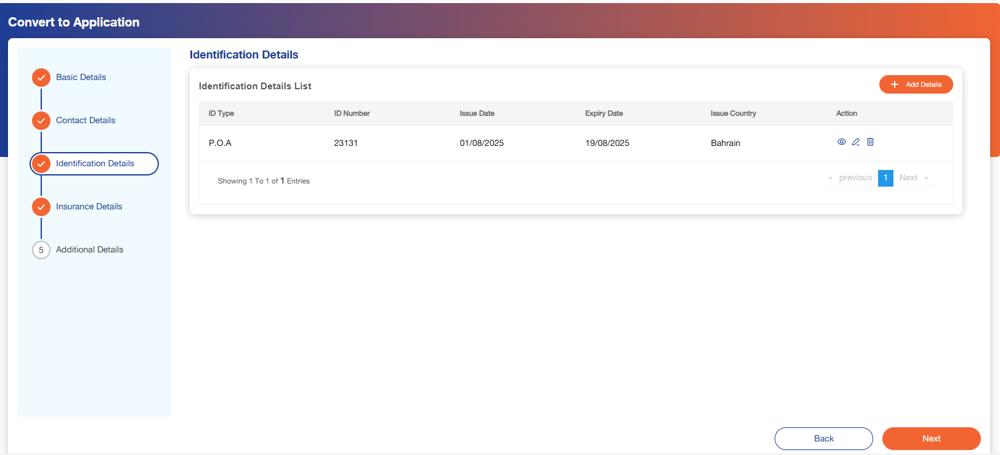 Convert to Application
Basic Details
Contact Details
Identification Details
Insurance Details
5 Additional Details
Identification Details
Identification Details List
+ Add Details
ID Type ID Number Issue Date Expiry Date Issue Country Action
P.O.A 23131 01/08/2025 19/08/2025 Bahrain
Showing 1 To 1 of 1 Entries
« previous 1 Next »
Back Next